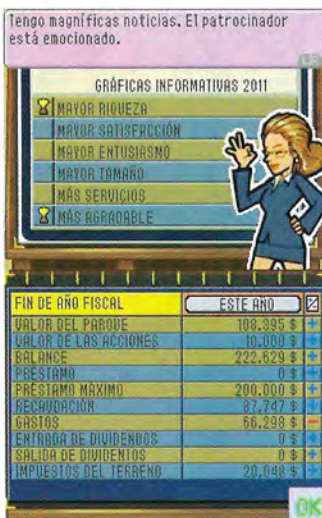 Tengo magníficas noticias. El patrocinador
está emocionado.
GRÁFICAS INFORMATIVAS 2011
MAYOR RIQUEZA
MAYOR SATISFACCIÓN
MAYOR ENTUSIASMO
MAYOR TAMAÑO
MÁS SERVICIOS
MÁS AGRADABLE
FIN DE AÑO FISCAL ESTE AÑO
VALOR DEL PARQUE 108.395 $ +
VALOR DE LAS ACCIONES 10.000 $ +
BALANCE 222.629 $ +
PRÉSTAMO 0 $ +
PRÉSTAMO MÁXIMO 200.000 $ +
RECAUDACIÓN 87.747 $ +
GASTOS 66.298 $ -
ENTRADA DE DIVIDENDOS 0 $ +
SALIDA DE DIVIDENTOS 0 $ +
IMPUESTOS DEL TERRENO 20.048 $ +
OK